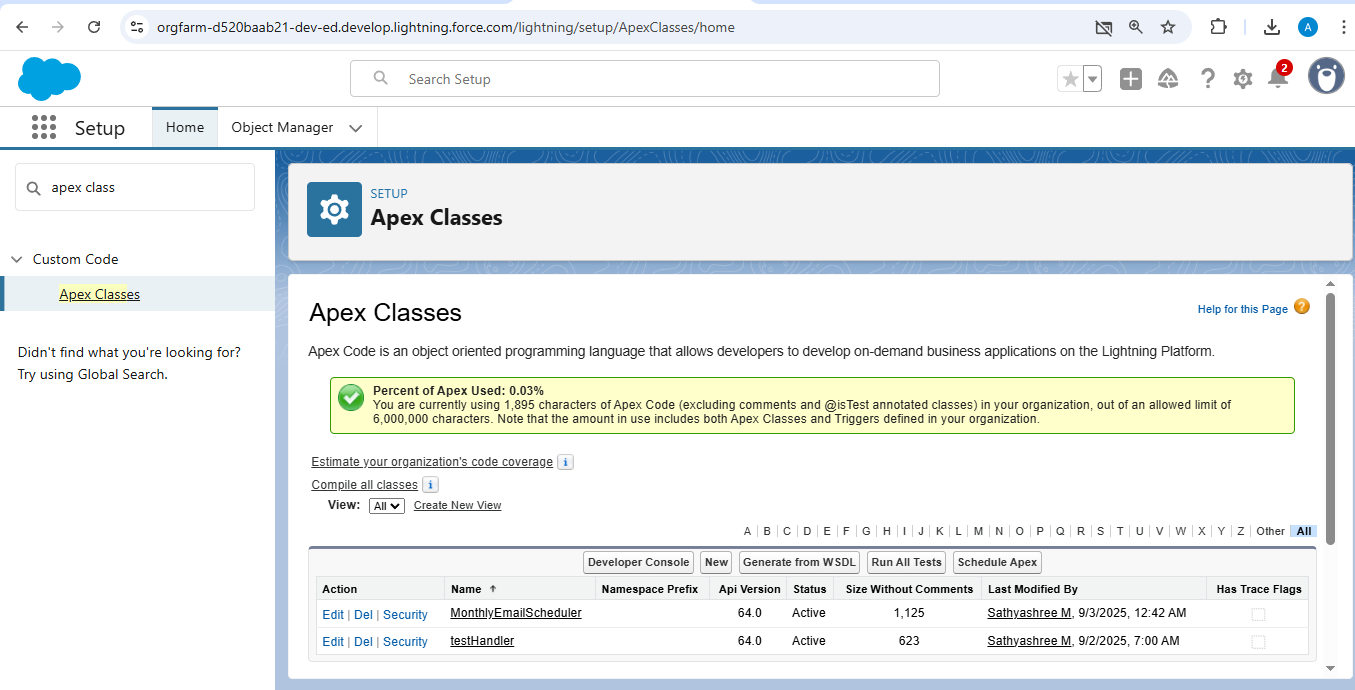 orgfarm-d520baab21-dev-ed.develop.lightning.force.com/lightning/setup/ApexClasses/home
A
Search Setup
2
Setup
Home
Object Manager
apex class
Custom Code
Apex Classes
Didn't find what you're looking for?
Try using Global Search.
SETUP
Apex Classes
Apex Classes
Help for this Page ?
Apex Code is an object oriented programming language that allows developers to develop on-demand business applications on the Lightning Platform.
Percent of Apex Used: 0.03%
You are currently using 1,895 characters of Apex Code (excluding comments and @isTest annotated classes) in your organization, out of an allowed limit of
6,000,000 characters. Note that the amount in use includes both Apex Classes and Triggers defined in your organization.
Estimate your organization's code coverage i
Compile all classes i
View: All Create New View
A | B | C | D | E | F | G | H | I | J | K | L | M | N | O | P | Q | R | S | T | U | V | W | X | Y | Z | Other All
Developer Console New Generate from WSDL Run All Tests Schedule Apex
Action Name ↑ Namespace Prefix Api Version Status Size Without Comments Last Modified By Has Trace Flags
Edit | Del | Security MonthlyEmailScheduler 64.0 Active 1,125 Sathyashree M, 9/3/2025, 12:42 AM
Edit | Del | Security testHandler 64.0 Active 623 Sathyashree M, 9/2/2025, 7:00 AM